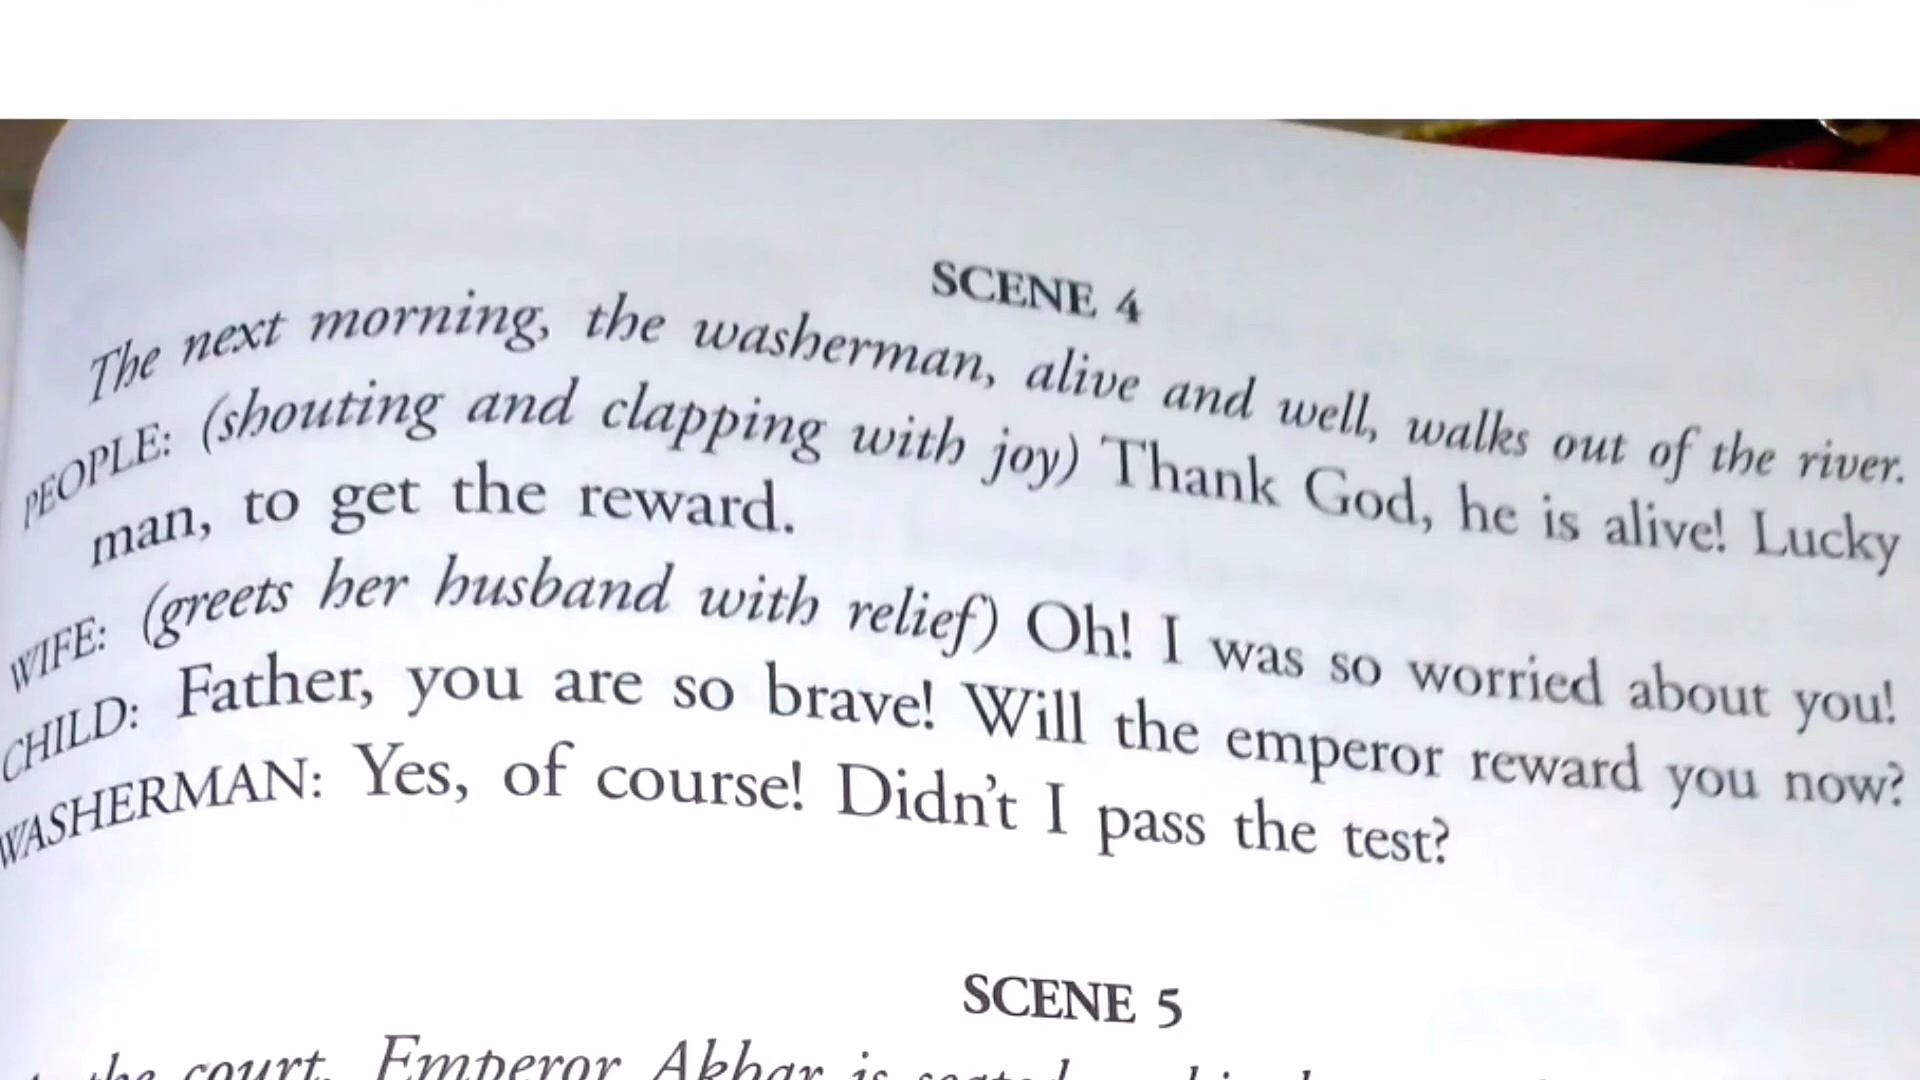 SCENE 4
The next morning, the washerman, alive and well, walks out of the river.
PEOPLE: (shouting and clapping with joy) Thank God, he is alive! Lucky
man, to get the reward.
WIFE: (greets her husband with relief) Oh! I was so worried about you!
CHILD: Father, you are so brave! Will the emperor reward you now?
WASHERMAN: Yes, of course! Didn't I pass the test?
SCENE 5
the court. Emperor Akbar is seated